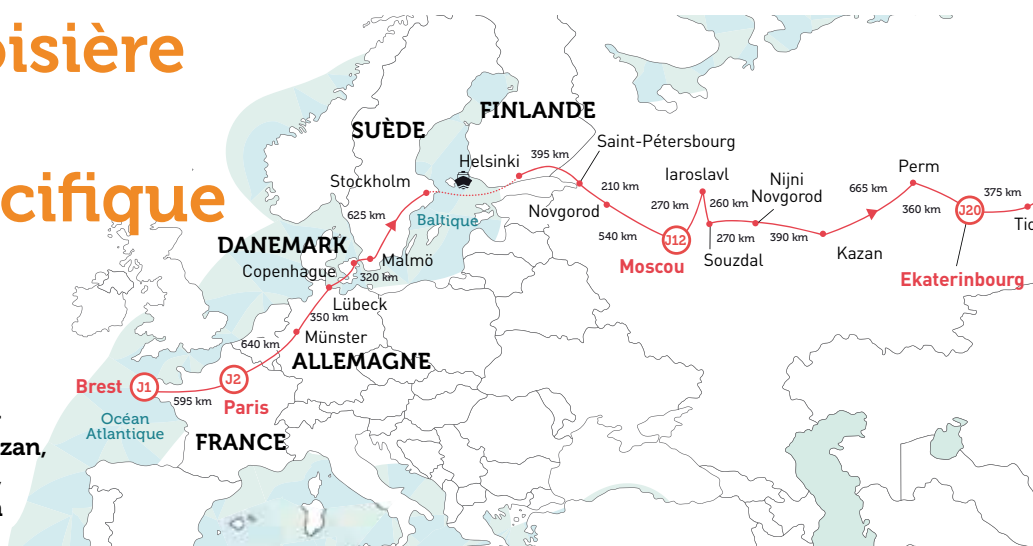 oisière
cifique
zan,
FINLANDE
SUÈDE
Saint-Pétersbourg
395 km
Helsinki
Iaroslavl
Perm
Nijni
Novgorod
Stockholm
210 km
665 km
375 km
270 km
260 km
360 km
J20
Tio
Novgorod
625 km
Baltique
540 km
J12
270 km
390 km
Souzdal
Kazan
Moscou
Ekaterinbourg
DANEMARK
Malmö
Copenhague
320 km
Lübeck
350 km
Münster
640 km
ALLEMAGNE
J2
Brest
J1
595 km
Paris
Océan
Atlantique
FRANCE